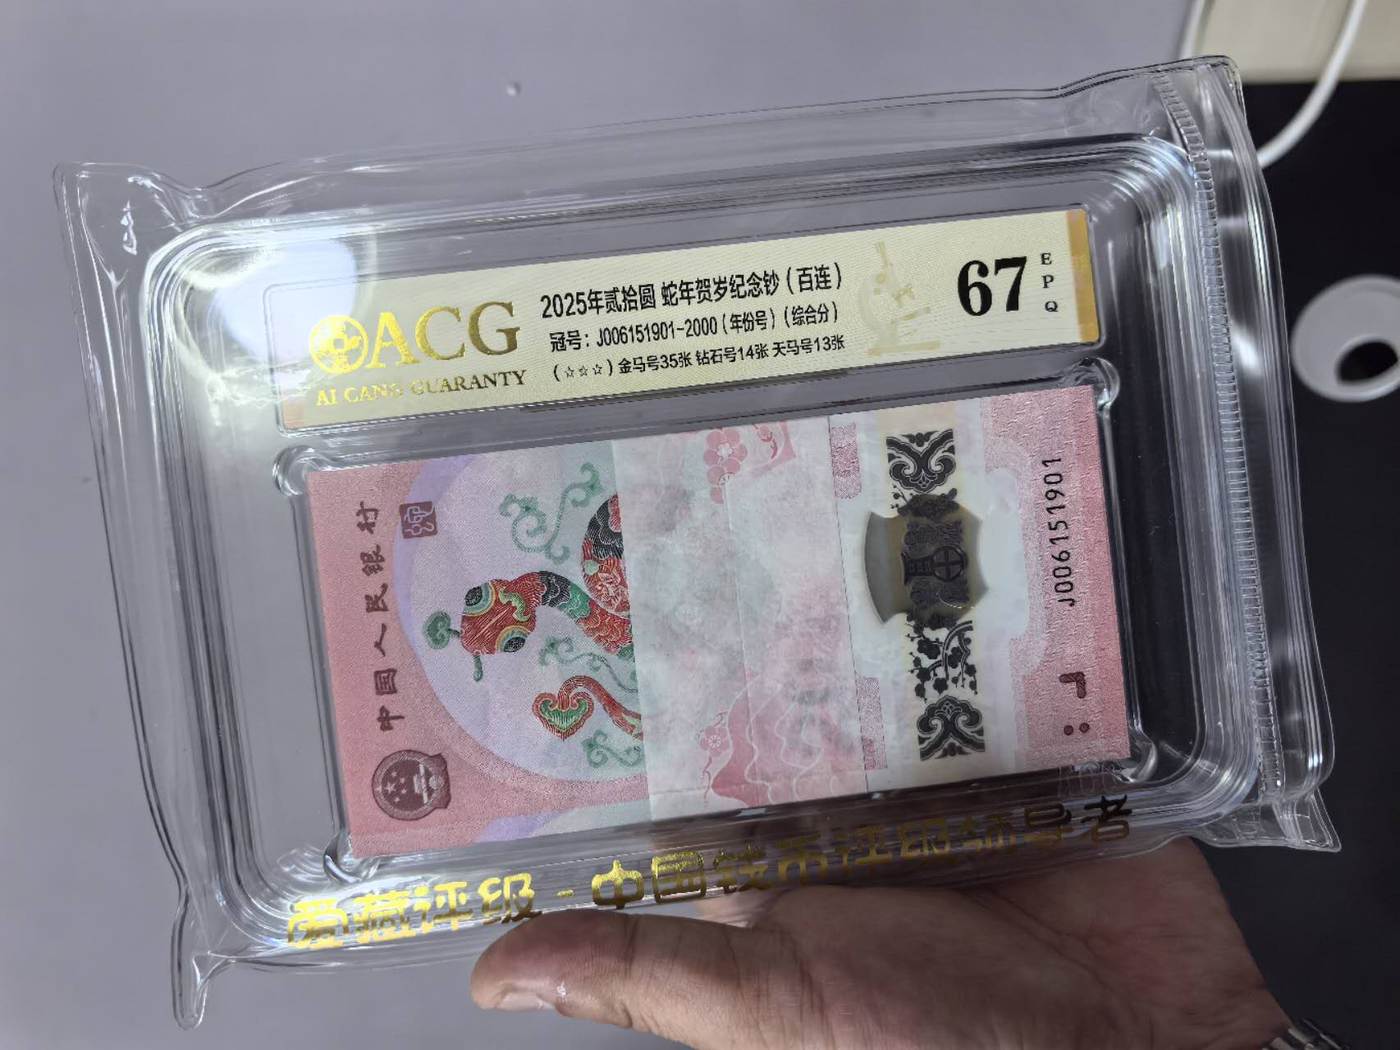 ACG
AI CANG GUARANTY
2025年贰拾圆 蛇年贺岁纪念钞(百连)
冠号: J006151901-2000(年份号)(综合分)
(☆☆☆)金马号35张 钻石号14张 天马号13张
67
EPQ
中国人民银行
J006151901
爱藏评级-中国钱币评级领导者